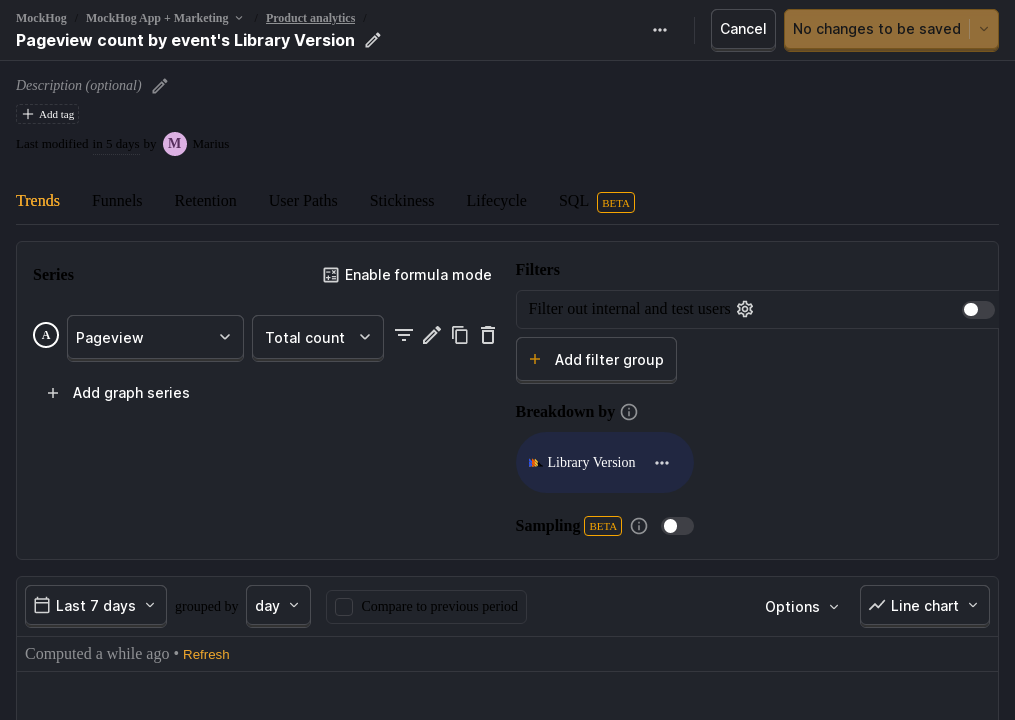 MockHog / MockHog App + Marketing / Product analytics /
Pageview count by event's Library Version
Cancel
No changes to be saved
Description (optional)
Add tag
Last modified in 5 days by M Marius
Trends Funnels Retention User Paths Stickiness Lifecycle SQL BETA
Series
Enable formula mode
A Pageview Total count
Add graph series
Filters
Filter out internal and test users
Add filter group
Breakdown by
Library Version
Sampling BETA
Last 7 days grouped by day Compare to previous period Options Line chart
Computed a while ago • Refresh